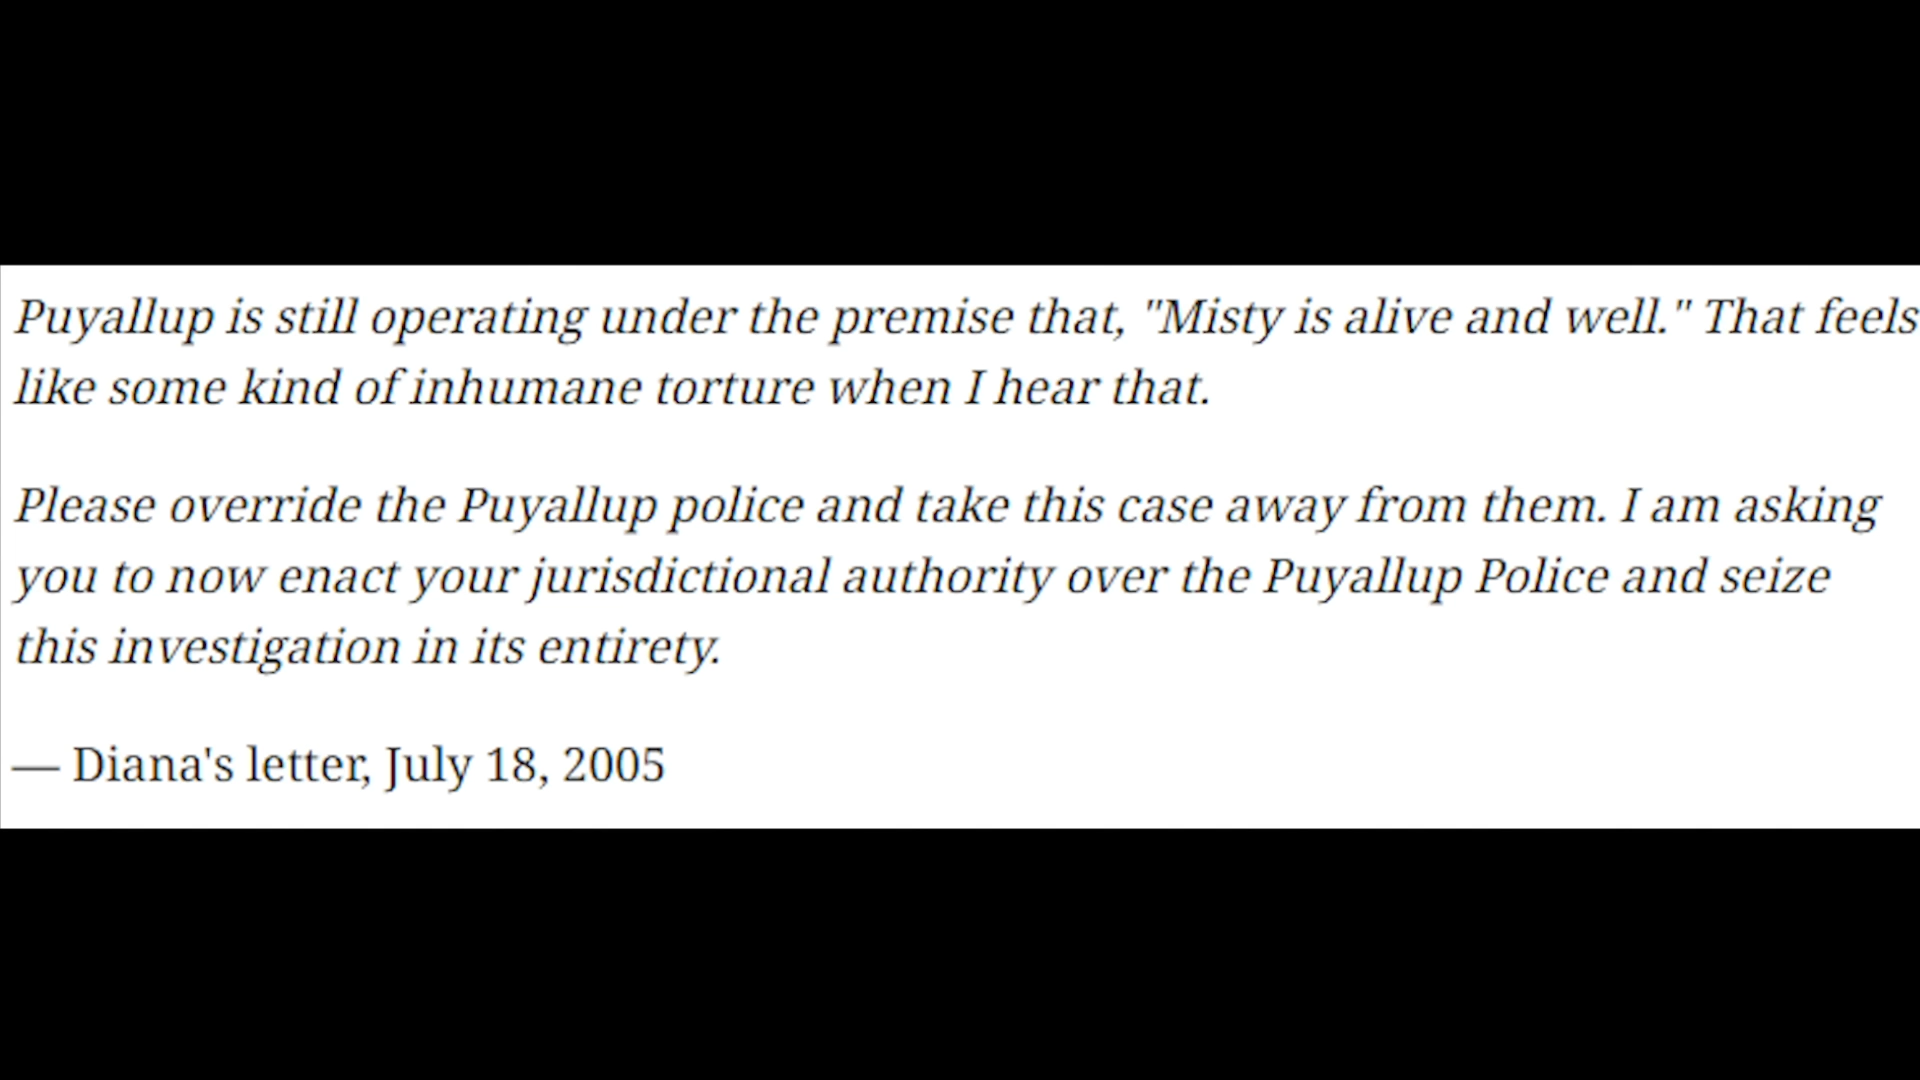 Puyallup is still operating under the premise that, "Misty is alive and well." That feels
like some kind of inhumane torture when I hear that.
Please override the Puyallup police and take this case away from them. I am asking
you to now enact your jurisdictional authority over the Puyallup Police and seize
this investigation in its entirety.
— Diana's letter, July 18, 2005